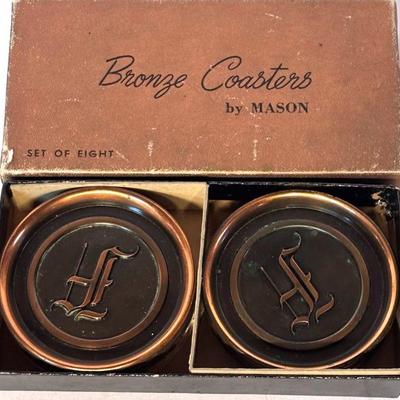 Bronze Coasters
by MASON
SET OF EIGHT